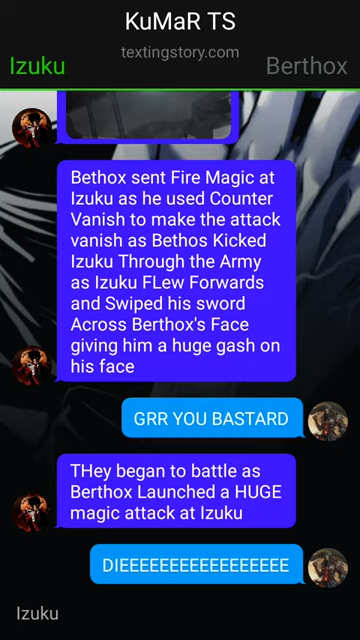 KuMaR TS
textingstory.com
Izuku
Berthox
Bethox sent Fire Magic at
Izuku as he used Counter
Vanish to make the attack
vanish as Bethos Kicked
Izuku Through the Army
as Izuku FLew Forwards
and Swiped his sword
Across Berthox's Face
giving him a huge gash on
his face
GRR YOU BASTARD
THey began to battle as
Berthox Launched a HUGE
magic attack at Izuku
DIEEEEEEEEEEEEEEEEE
Izuku